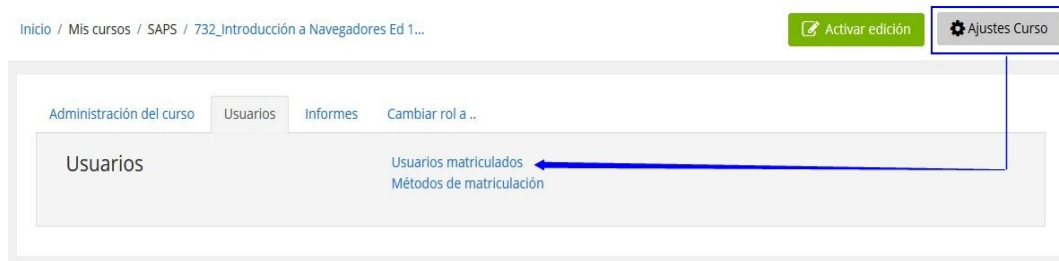 Inicio / Mis cursos / SAPS / 732_Introducción a Navegadores Ed 1... Activar edición Ajustes Curso
Administración del curso Usuarios Informes Cambiar rol a ..
Usuarios Usuarios matriculados
Métodos de matriculación